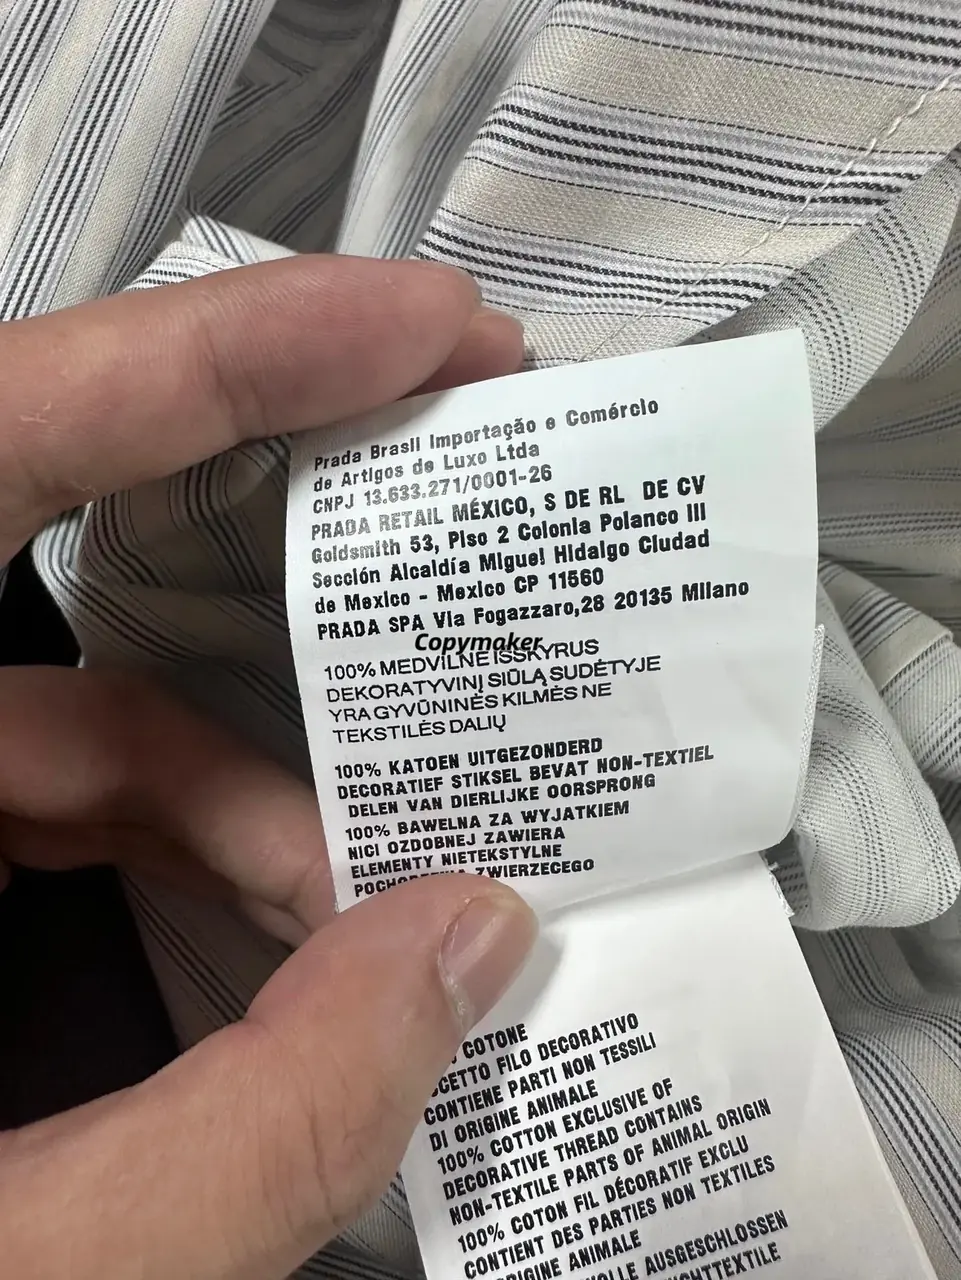 Prada Brasil Importação e Comércio
de Artigos de Luxo Ltda
CNPJ 13.633.271/0001-26
PRADA RETAIL MÉXICO, S DE RL DE CV
Goldsmith 53, Piso 2 Colonia Polanco III
Sección Alcaldía Miguel Hidalgo Ciudad
de Mexico - Mexico CP 11560
PRADA SPA Via Fogazzaro,28 20135 Milano
Copymaker
100% MEDVILNĖ IŠSKYRUS
DEKORATYVINĮ SIŪLĄ SUDĖTYJE
YRA GYVŪNINĖS KILMĖS NE
TEKSTILĖS DALIŲ
100% KATOEN UITGEZONDERD
DECORATIEF STIKSEL BEVAT NON-TEXTIEL
DELEN VAN DIERLIJKE OORSPRONG
100% BAWELNA ZA WYJATKIEM
NICI OZDOBNEJ ZAWIERA
ELEMENTY NIETEKSTYLNE
ZWIERZECEGO
COTONE
FILO DECORATIVO
CONTIENE PARTI NON TESSILI
DI ORIGINE ANIMALE
100% COTTON EXCLUSIVE OF
DECORATIVE THREAD CONTAINS
NON-TEXTILE PARTS OF ANIMAL ORIGIN
100% COTON FIL DÉCORATIF EXCLU
CONTIENT DES PARTIES NON TEXTILES
ANIMALE
AUSGESCHLOSSEN